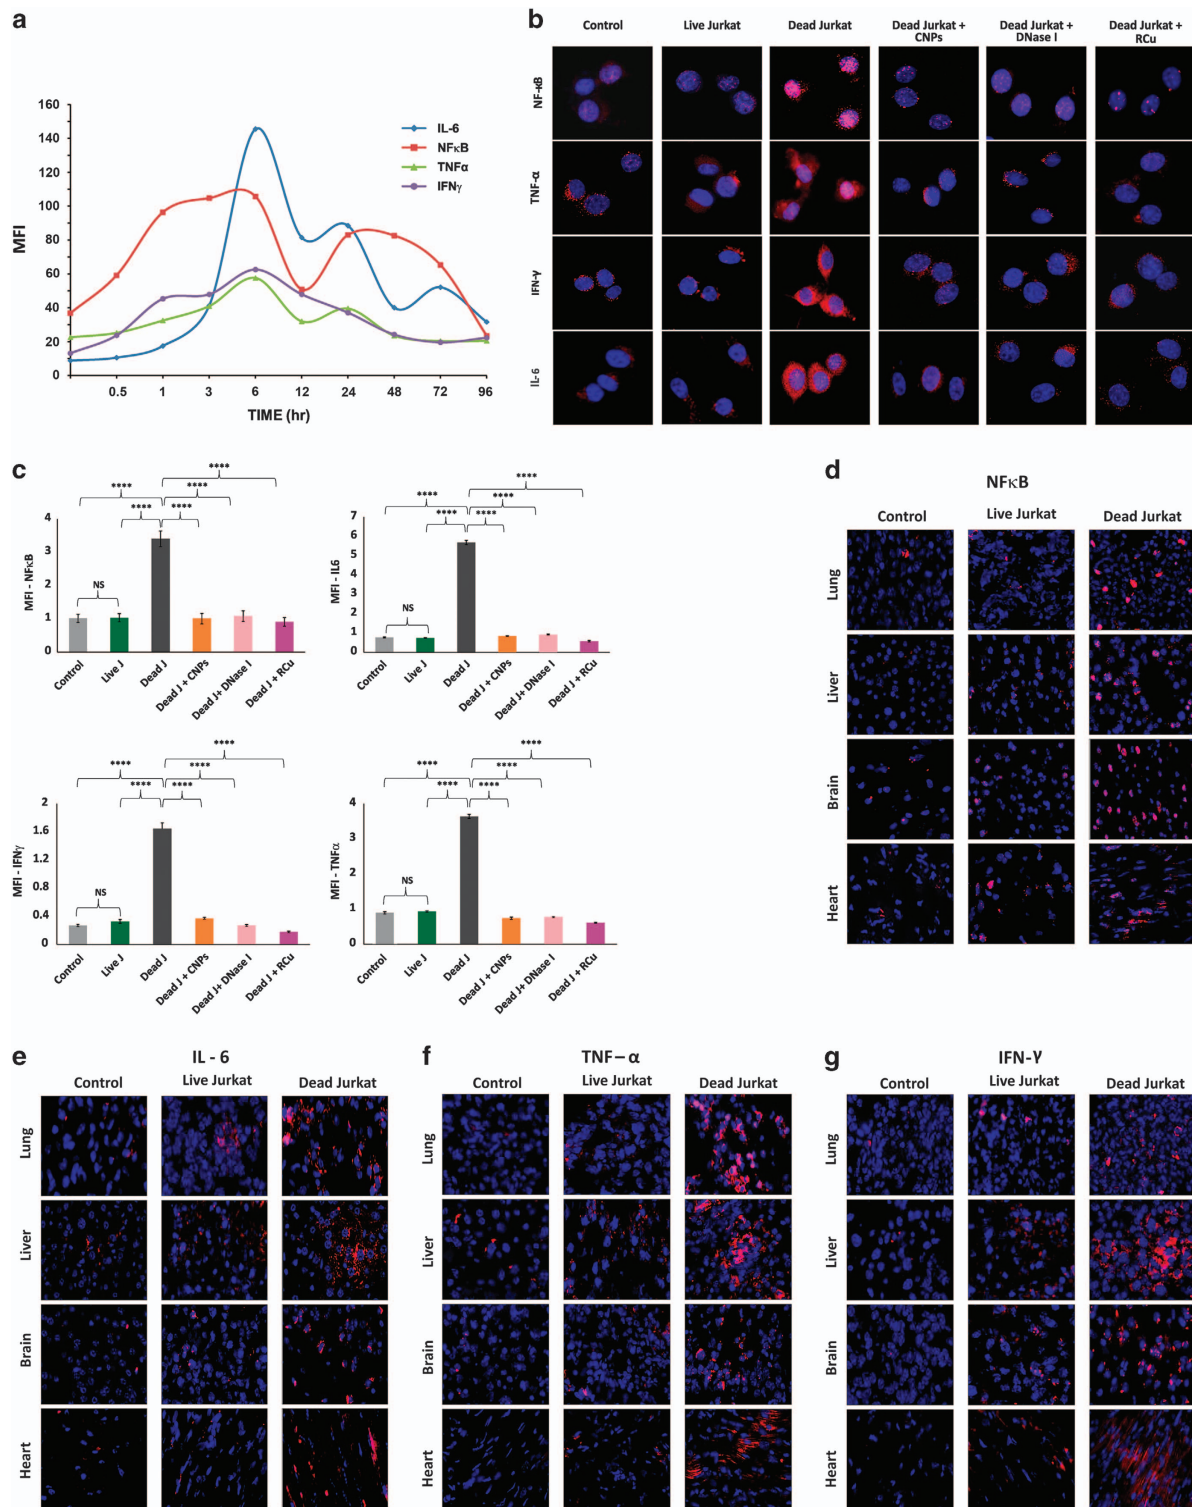 a
MFI
160
140
120
100
80
60
40
20
0
IL-6
NFκB
TNFα
IFNγ
0.5 1 3 6 12 24 48 72 96
TIME (hr)
b
Control Live Jurkat Dead Jurkat Dead Jurkat + CNPs Dead Jurkat + DNase I Dead Jurkat + RCu
NF-κB
TNF-α
IFN-γ
IL-6
c
****
**** ****
**** ****
NS
MFI - NFκB
4
3
2
1
0
Control Live J Dead J Dead J + CNPs Dead J+ DNase I Dead J + RCu
****
**** ****
**** ****
NS
MFI - IL6
7
6
5
4
3
2
1
0
Control Live J Dead J Dead J + CNPs Dead J+ DNase I Dead J + RCu
****
**** ****
**** ****
NS
MFI - IFNγ
2
1.6
1.2
0.8
0.4
0
Control Live J Dead J Dead J + CNPs Dead J+ DNase I Dead J + RCu
****
**** ****
**** ****
NS
MFI - TNFα
4
3
2
1
0
Control Live J Dead J Dead J + CNPs Dead J+ DNase I Dead J + RCu
d
NFκB
Control Live Jurkat Dead Jurkat
Lung
Liver
Brain
Heart
e
IL - 6
Control Live Jurkat Dead Jurkat
Lung
Liver
Brain
Heart
f
TNF– α
Control Live Jurkat Dead Jurkat
Lung
Liver
Brain
Heart
g
IFN-γ
Control Live Jurkat Dead Jurkat
Lung
Liver
Brain
Heart